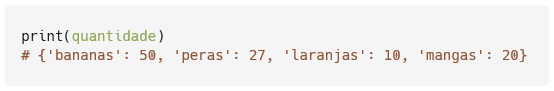 print(quantidade)
# {'bananas': 50, 'peras': 27, 'laranjas': 10, 'mangas': 20}